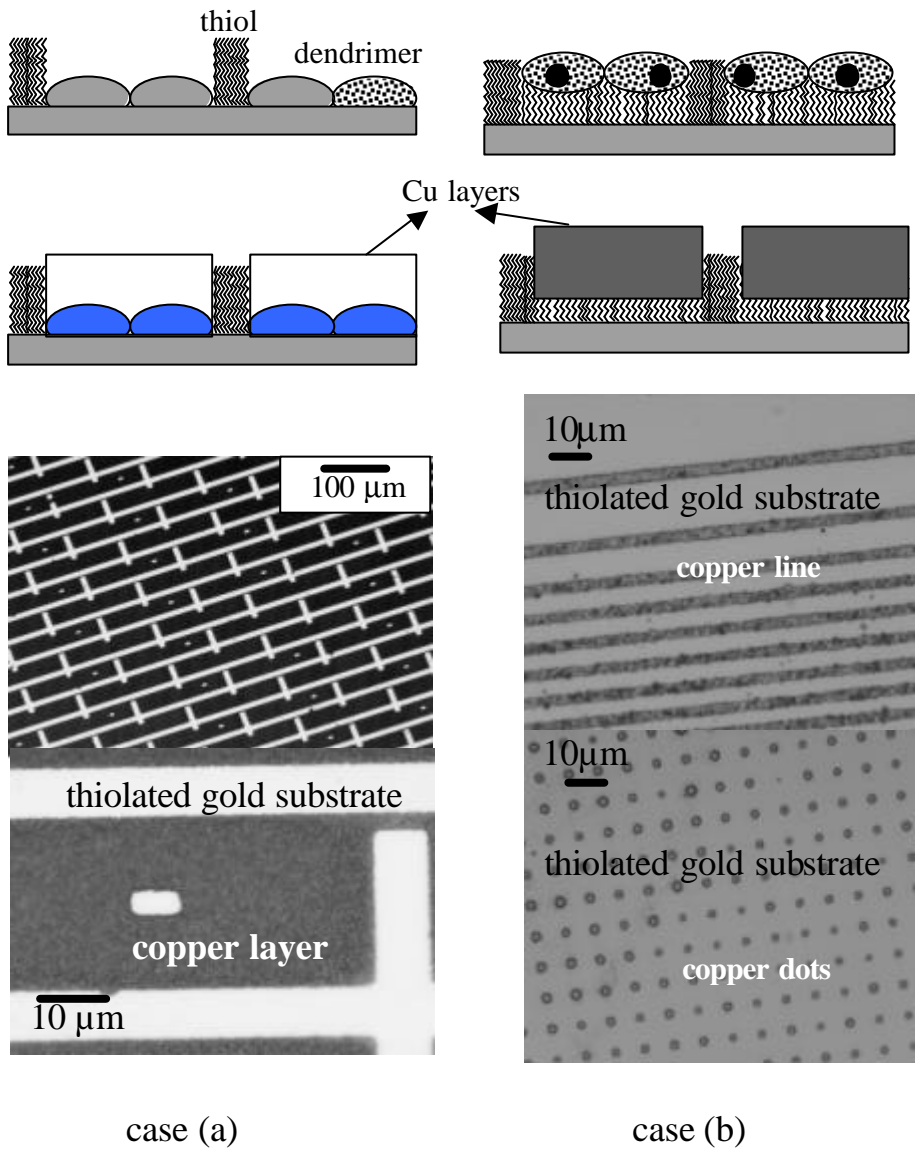 thiol
dendrimer
Cu layers
100 µm
thiolated gold substrate
copper layer
10 µm
10µm
thiolated gold substrate
copper line
10µm
thiolated gold substrate
copper dots
case (a)
case (b)